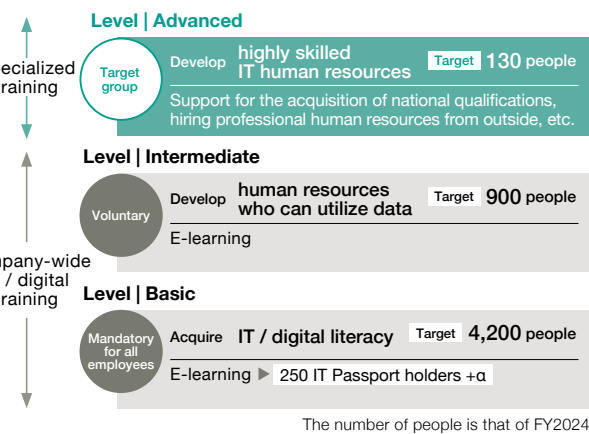 Level | Advanced
ecialized
raining
Target
group
Develop highly skilled
IT human resources
Target 130 people
Support for the acquisition of national qualifications,
hiring professional human resources from outside, etc.
Level | Intermediate
Voluntary
Develop human resources
who can utilize data
Target 900 people
E-learning
mpany-wide
/ digital
raining
Level | Basic
Mandatory
for all
employees
Acquire IT / digital literacy Target 4,200 people
E-learning ▶ 250 IT Passport holders +α
The number of people is that of FY2024